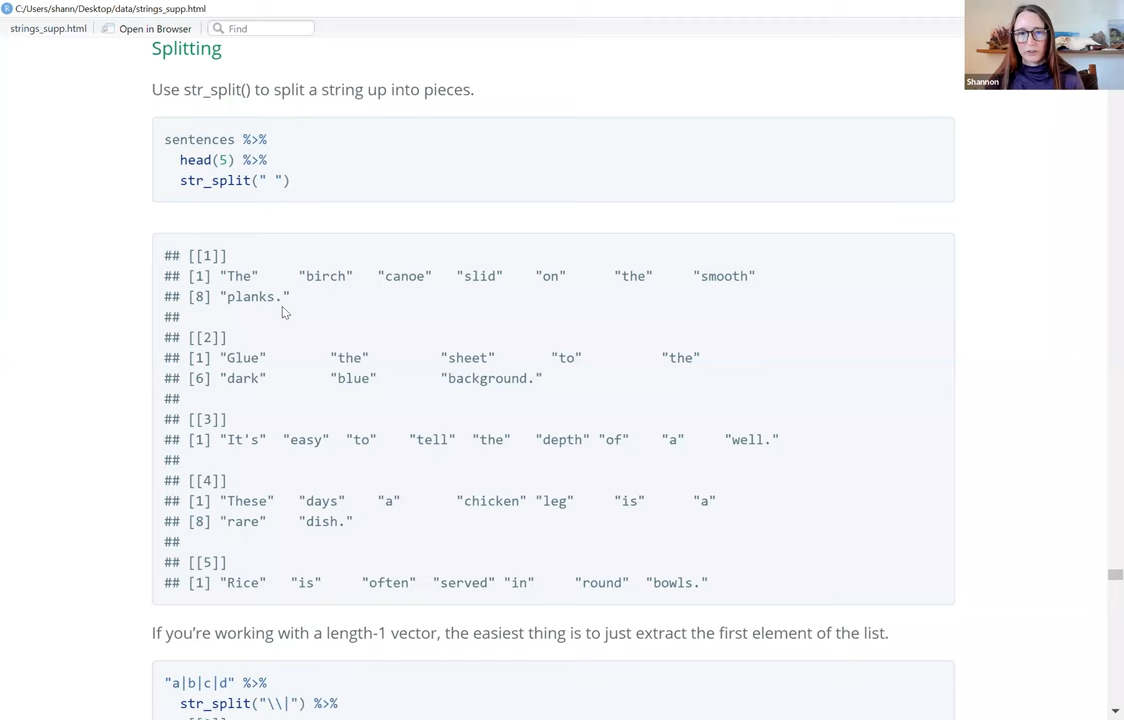 C:/Users/shann/Desktop/data/strings_supp.html
strings_supp.html Open in Browser Find
Shannon
Splitting
Use str_split() to split a string up into pieces.
sentences %>%
head(5) %>%
str_split(" ")
## [[1]]
## [1] "The" "birch" "canoe" "slid" "on" "the" "smooth"
## [8] "planks."
##
## [[2]]
## [1] "Glue" "the" "sheet" "to" "the"
## [6] "dark" "blue" "background."
##
## [[3]]
## [1] "It's" "easy" "to" "tell" "the" "depth" "of" "a" "well."
##
## [[4]]
## [1] "These" "days" "a" "chicken" "leg" "is" "a"
## [8] "rare" "dish."
##
## [[5]]
## [1] "Rice" "is" "often" "served" "in" "round" "bowls."
If you’re working with a length-1 vector, the easiest thing is to just extract the first element of the list.
"a|b|c|d" %>%
str_split("\\|") %>%